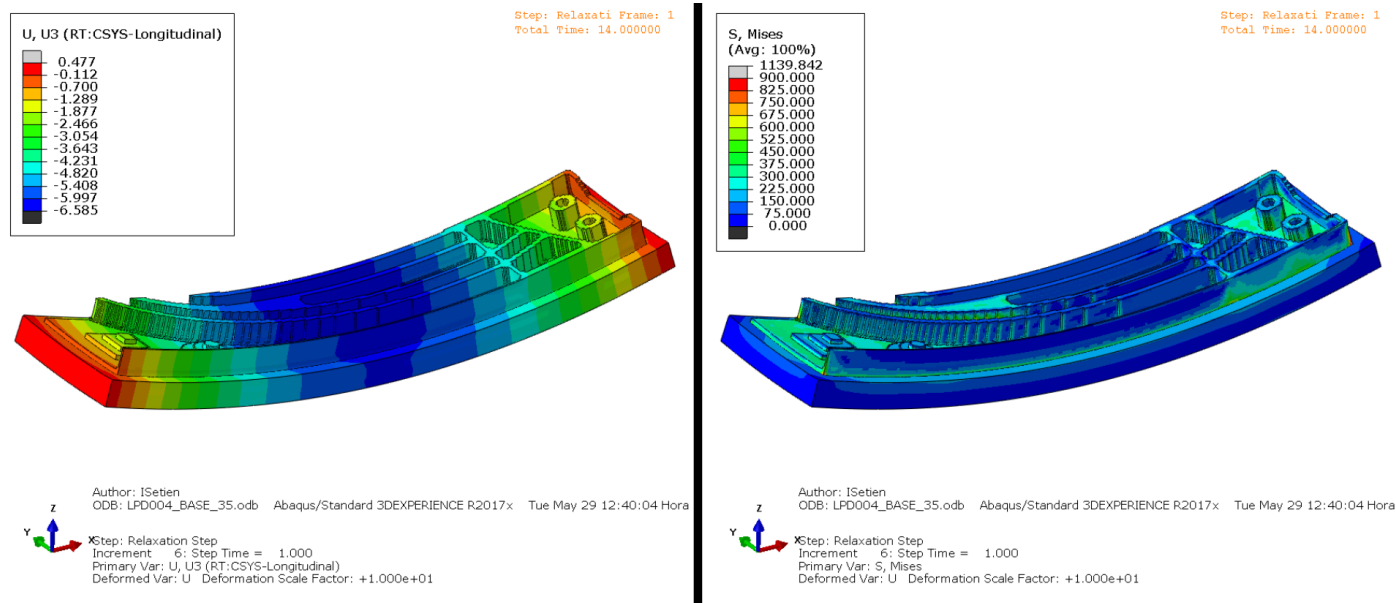 U, U3 (RT:CSYS-Longitudinal)
0.477
-0.112
-0.700
-1.289
-1.877
-2.466
-3.054
-3.643
-4.231
-4.820
-5.408
-5.997
-6.585
Step: Relaxati Frame: 1
Total Time: 14.000000
Author: ISetien
ODB: LPD004_BASE_35.odb Abaqus/Standard 3DEXPERIENCE R2017x Tue May 29 12:40:04 Hora
Z
Y
X
Step: Relaxation Step
Increment 6: Step Time = 1.000
Primary Var: U, U3 (RT:CSYS-Longitudinal)
Deformed Var: U Deformation Scale Factor: +1.000e+01
S, Mises
(Avg: 100%)
1139.842
900.000
825.000
750.000
675.000
600.000
525.000
450.000
375.000
300.000
225.000
150.000
75.000
0.000
Step: Relaxati Frame: 1
Total Time: 14.000000
Author: ISetien
ODB: LPD004_BASE_35.odb Abaqus/Standard 3DEXPERIENCE R2017x Tue May 29 12:40:04 Hora
Z
Y
X
Step: Relaxation Step
Increment 6: Step Time = 1.000
Primary Var: S, Mises
Deformed Var: U Deformation Scale Factor: +1.000e+01